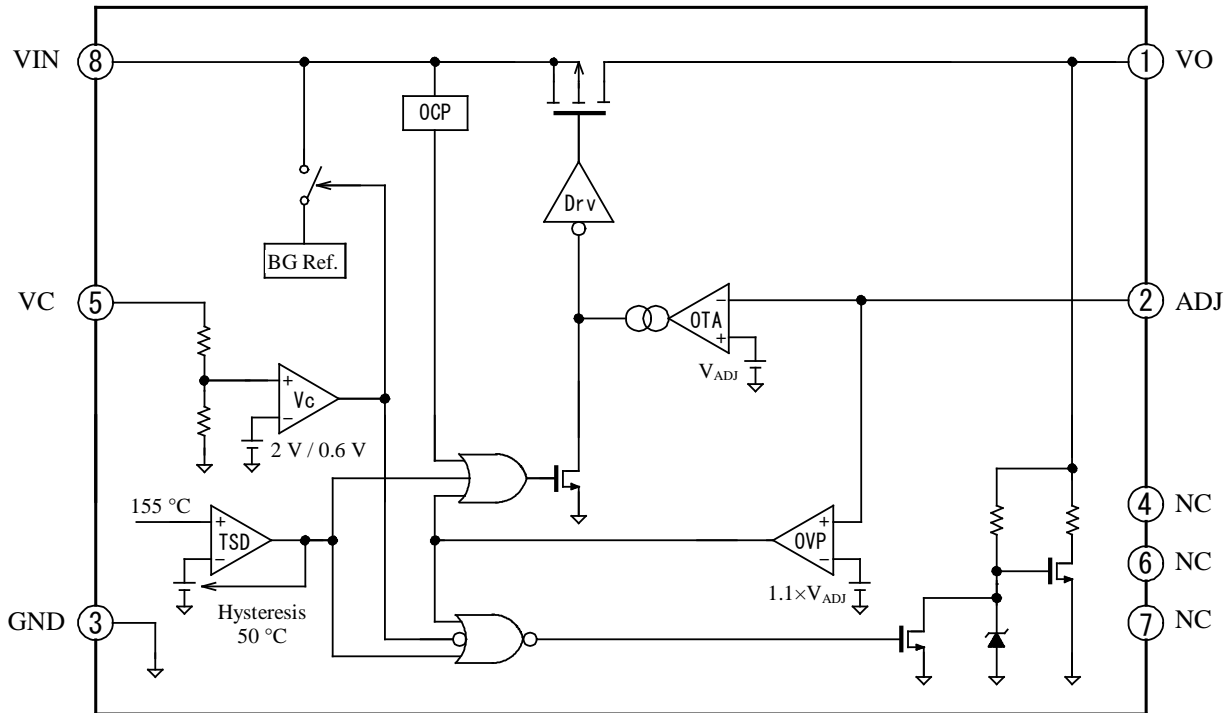 VIN
8
1
VO
OCP
Drv
BG Ref.
VC
5
2
ADJ
OTA
VADJ
Vc
2 V / 0.6 V
155 °C
TSD
OVP
4
NC
6
NC
1.1×VADJ
Hysteresis
50 °C
GND
3
7
NC